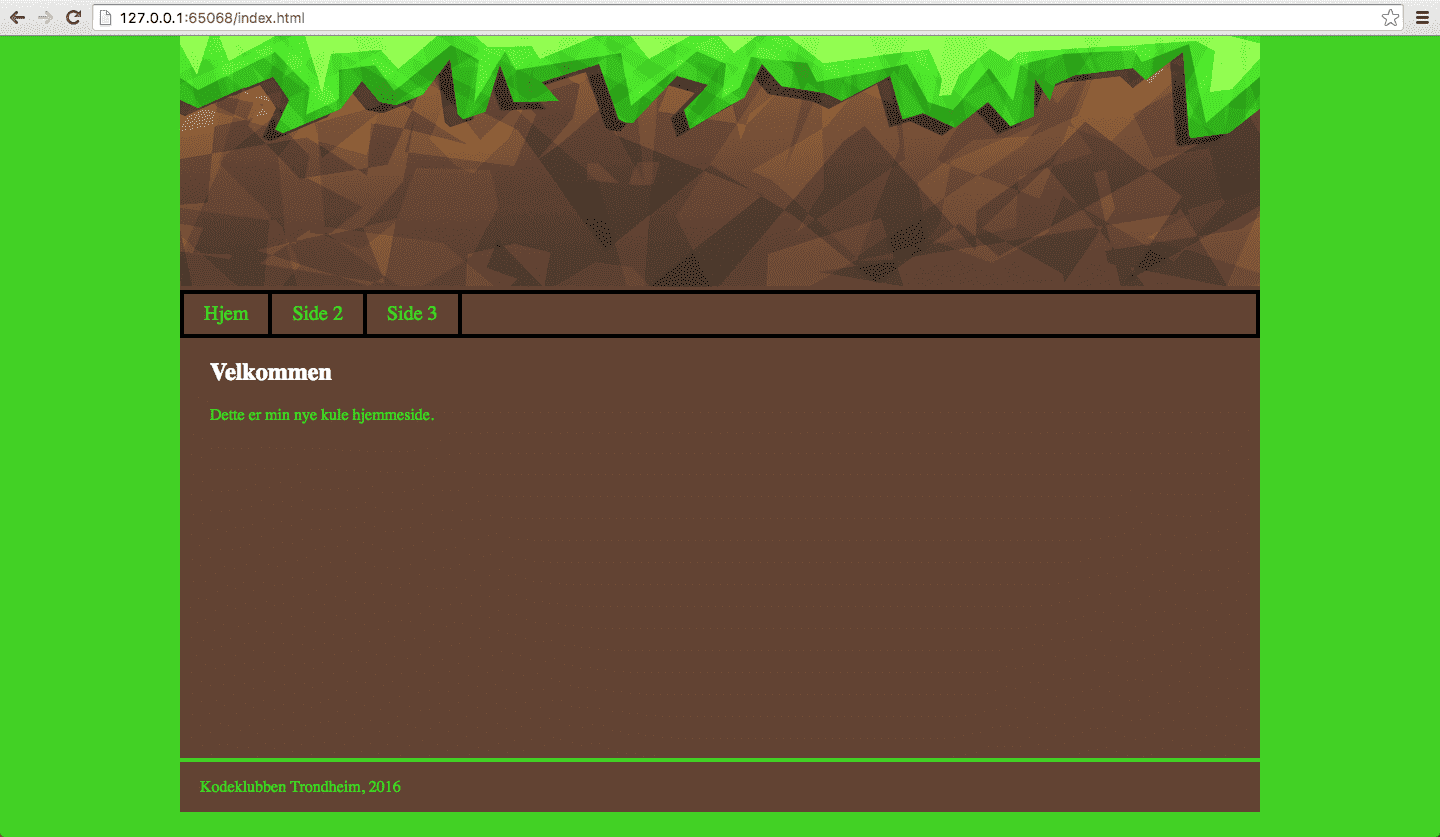 127.0.0.1:65068/index.html
Hjem
Side 2
Side 3
Velkommen
Dette er min nye kule hjemmeside.
Kodeklubben Trondheim, 2016